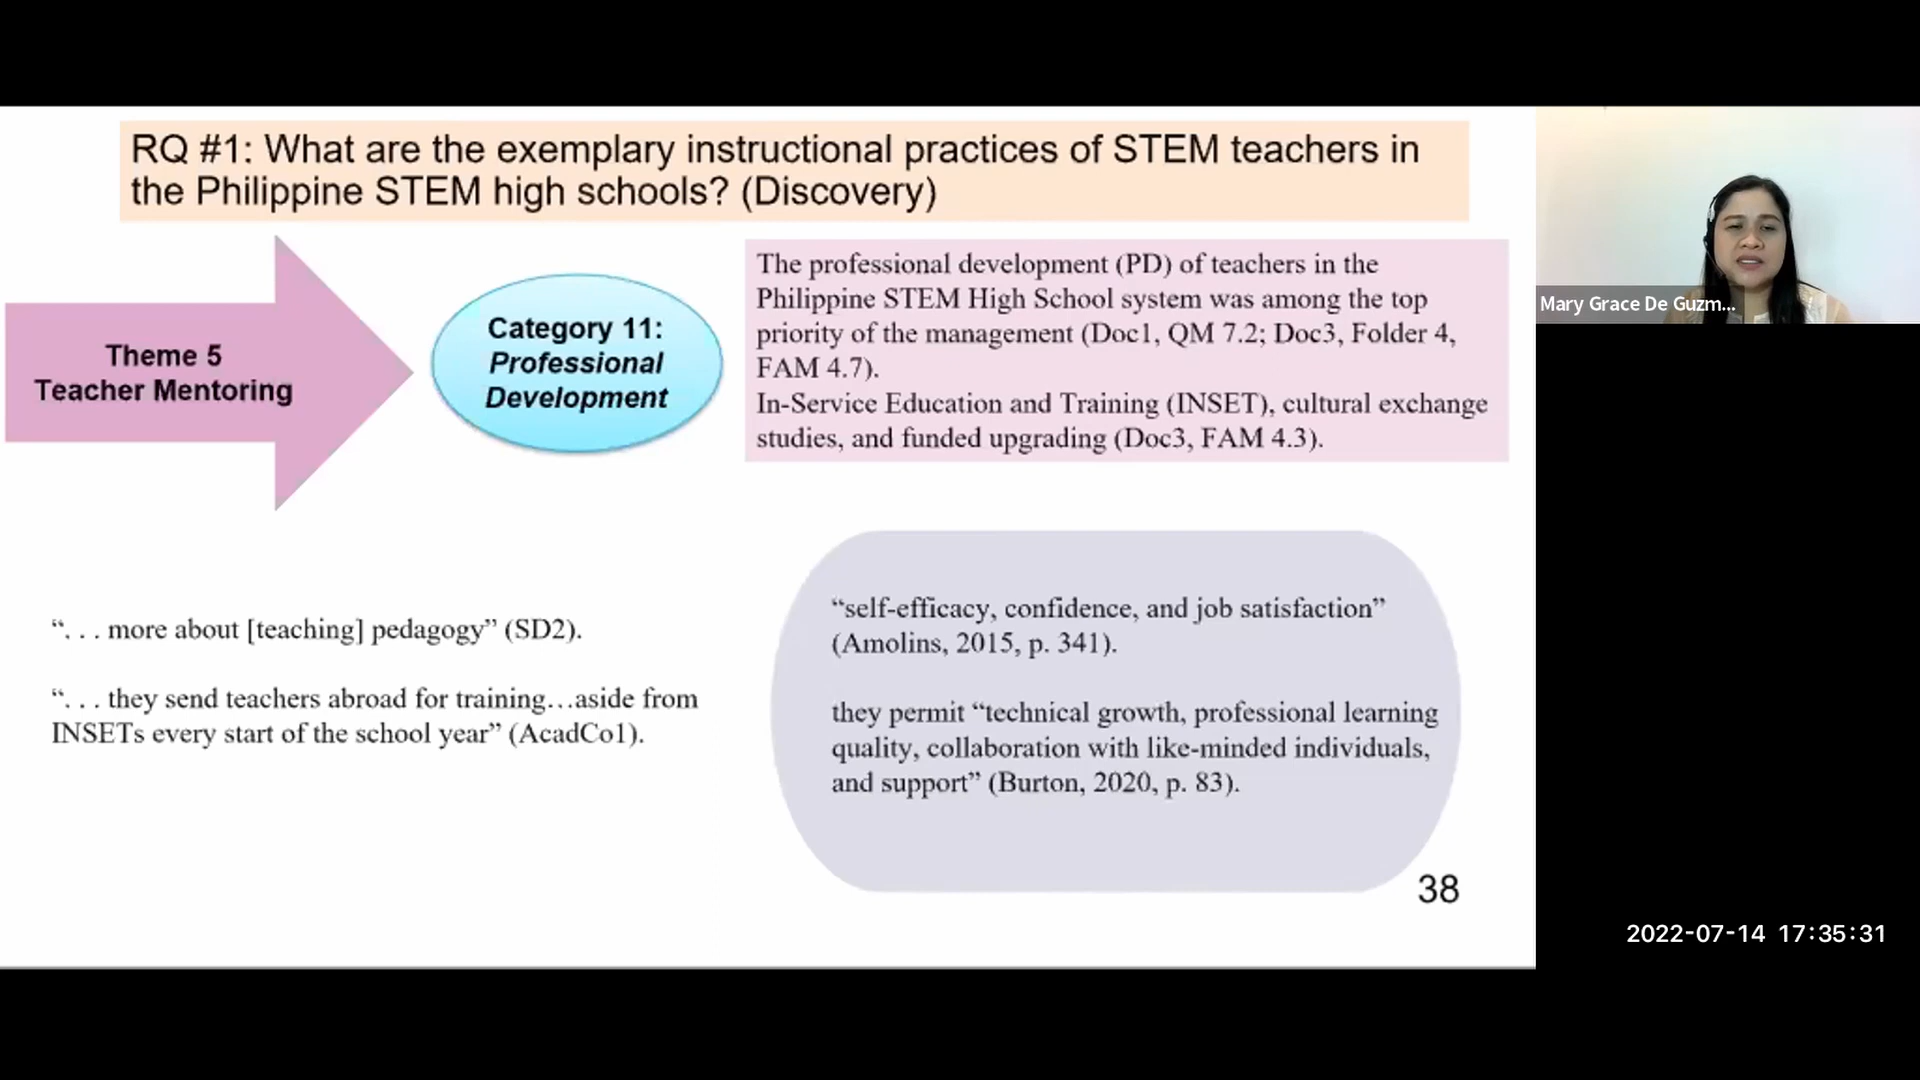 RQ #1: What are the exemplary instructional practices of STEM teachers in
the Philippine STEM high schools? (Discovery)
Theme 5
Teacher Mentoring
Category 11:
Professional
Development
The professional development (PD) of teachers in the
Philippine STEM High School system was among the top
priority of the management (Doc1, QM 7.2; Doc3, Folder 4,
FAM 4.7).
In-Service Education and Training (INSET), cultural exchange
studies, and funded upgrading (Doc3, FAM 4.3).
Mary Grace De Guzm...
“. . . more about [teaching] pedagogy” (SD2).
“. . . they send teachers abroad for training…aside from
INSETs every start of the school year” (AcadCo1).
“self-efficacy, confidence, and job satisfaction”
(Amolins, 2015, p. 341).
they permit “technical growth, professional learning
quality, collaboration with like-minded individuals,
and support” (Burton, 2020, p. 83).
38
2022-07-14 17:35:31